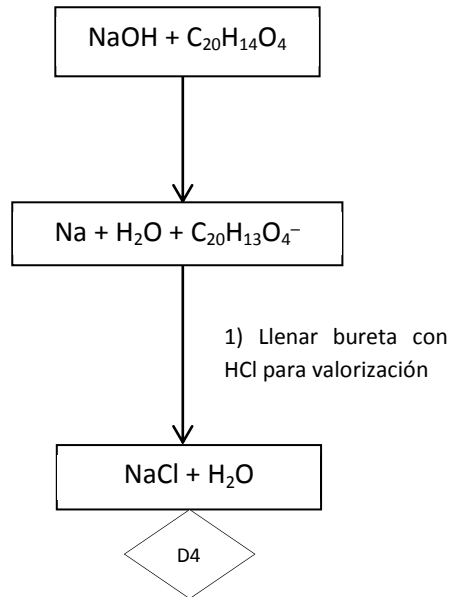 NaOH + C₂₀H₁₄O₄
Na + H₂O + C₂₀H₁₃O₄⁻
1) Llenar bureta con
HCl para valorización
NaCl + H₂O
D4